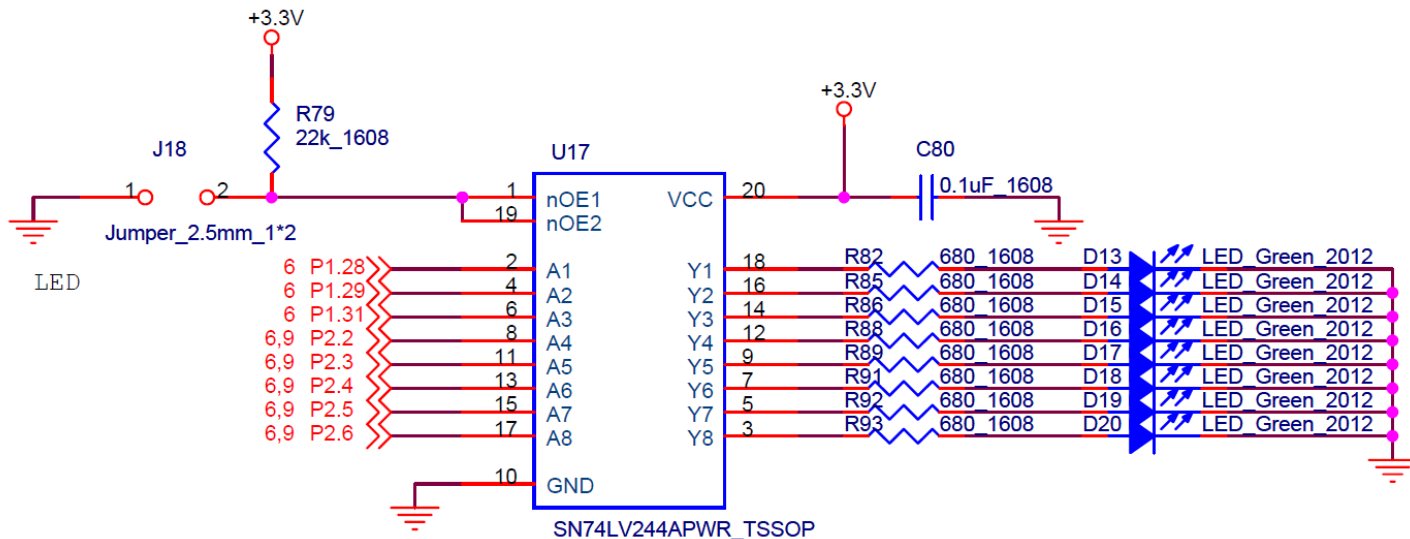 +3.3V
R79
22k_1608
J18
1 2
Jumper_2.5mm_1*2
LED
+3.3V
C80
0.1uF_1608
U17
1 nOE1 VCC 20
19 nOE2
6 P1.28 2 A1 Y1 18 R82 680_1608 D13 LED_Green_2012
6 P1.29 4 A2 Y2 16 R85 680_1608 D14 LED_Green_2012
6 P1.31 6 A3 Y3 14 R86 680_1608 D15 LED_Green_2012
6,9 P2.2 8 A4 Y4 12 R88 680_1608 D16 LED_Green_2012
6,9 P2.3 11 A5 Y5 9 R89 680_1608 D17 LED_Green_2012
6,9 P2.4 13 A6 Y6 7 R91 680_1608 D18 LED_Green_2012
6,9 P2.5 15 A7 Y7 5 R92 680_1608 D19 LED_Green_2012
6,9 P2.6 17 A8 Y8 3 R93 680_1608 D20 LED_Green_2012
10 GND
SN74LV244APWR_TSSOP